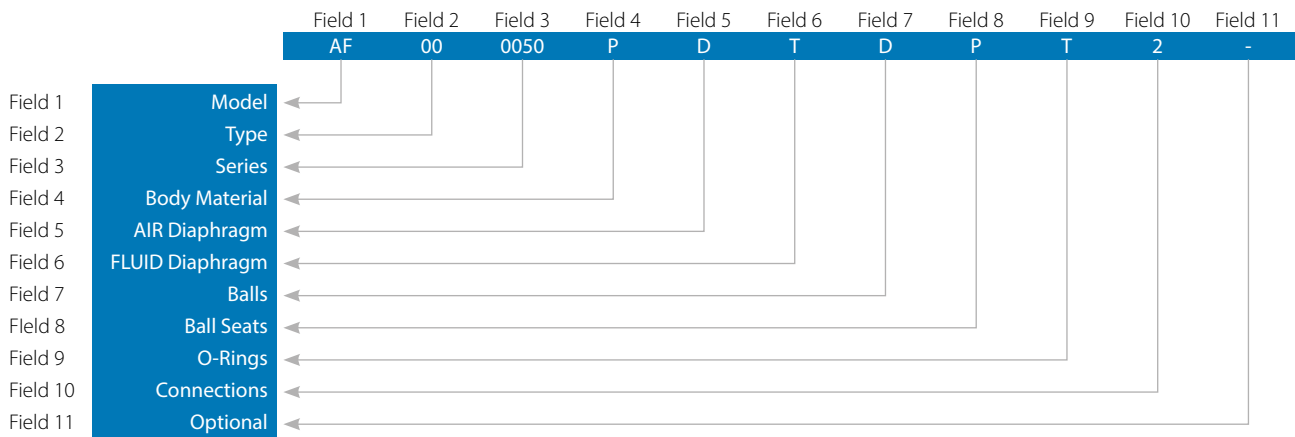 Field 1 Field 2 Field 3 Field 4 Field 5 Field 6 Field 7 Field 8 Field 9 Field 10 Field 11
AF 00 0050 P D T D P T 2 -
Field 1 Model
Field 2 Type
Field 3 Series
Field 4 Body Material
Field 5 AIR Diaphragm
Field 6 FLUID Diaphragm
Field 7 Balls
FIeld 8 Ball Seats
Field 9 O-Rings
Field 10 Connections
Field 11 Optional